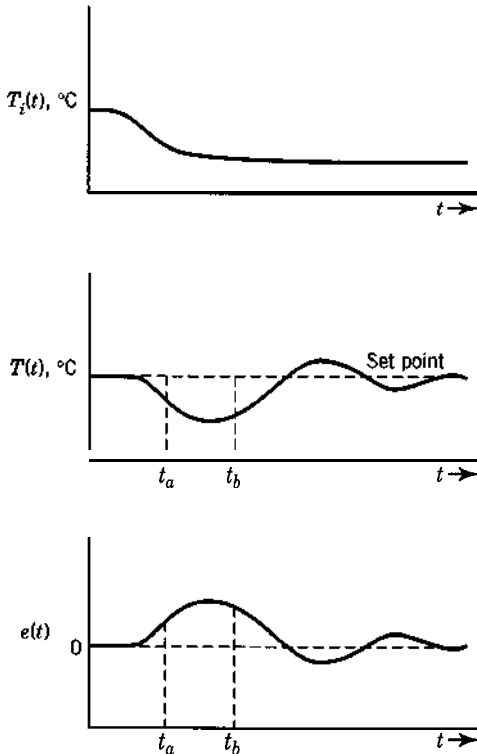 T_i(t), °C
t →
Set point
T(t), °C
t_a t_b t →
e(t)
0
t_a t_b t →